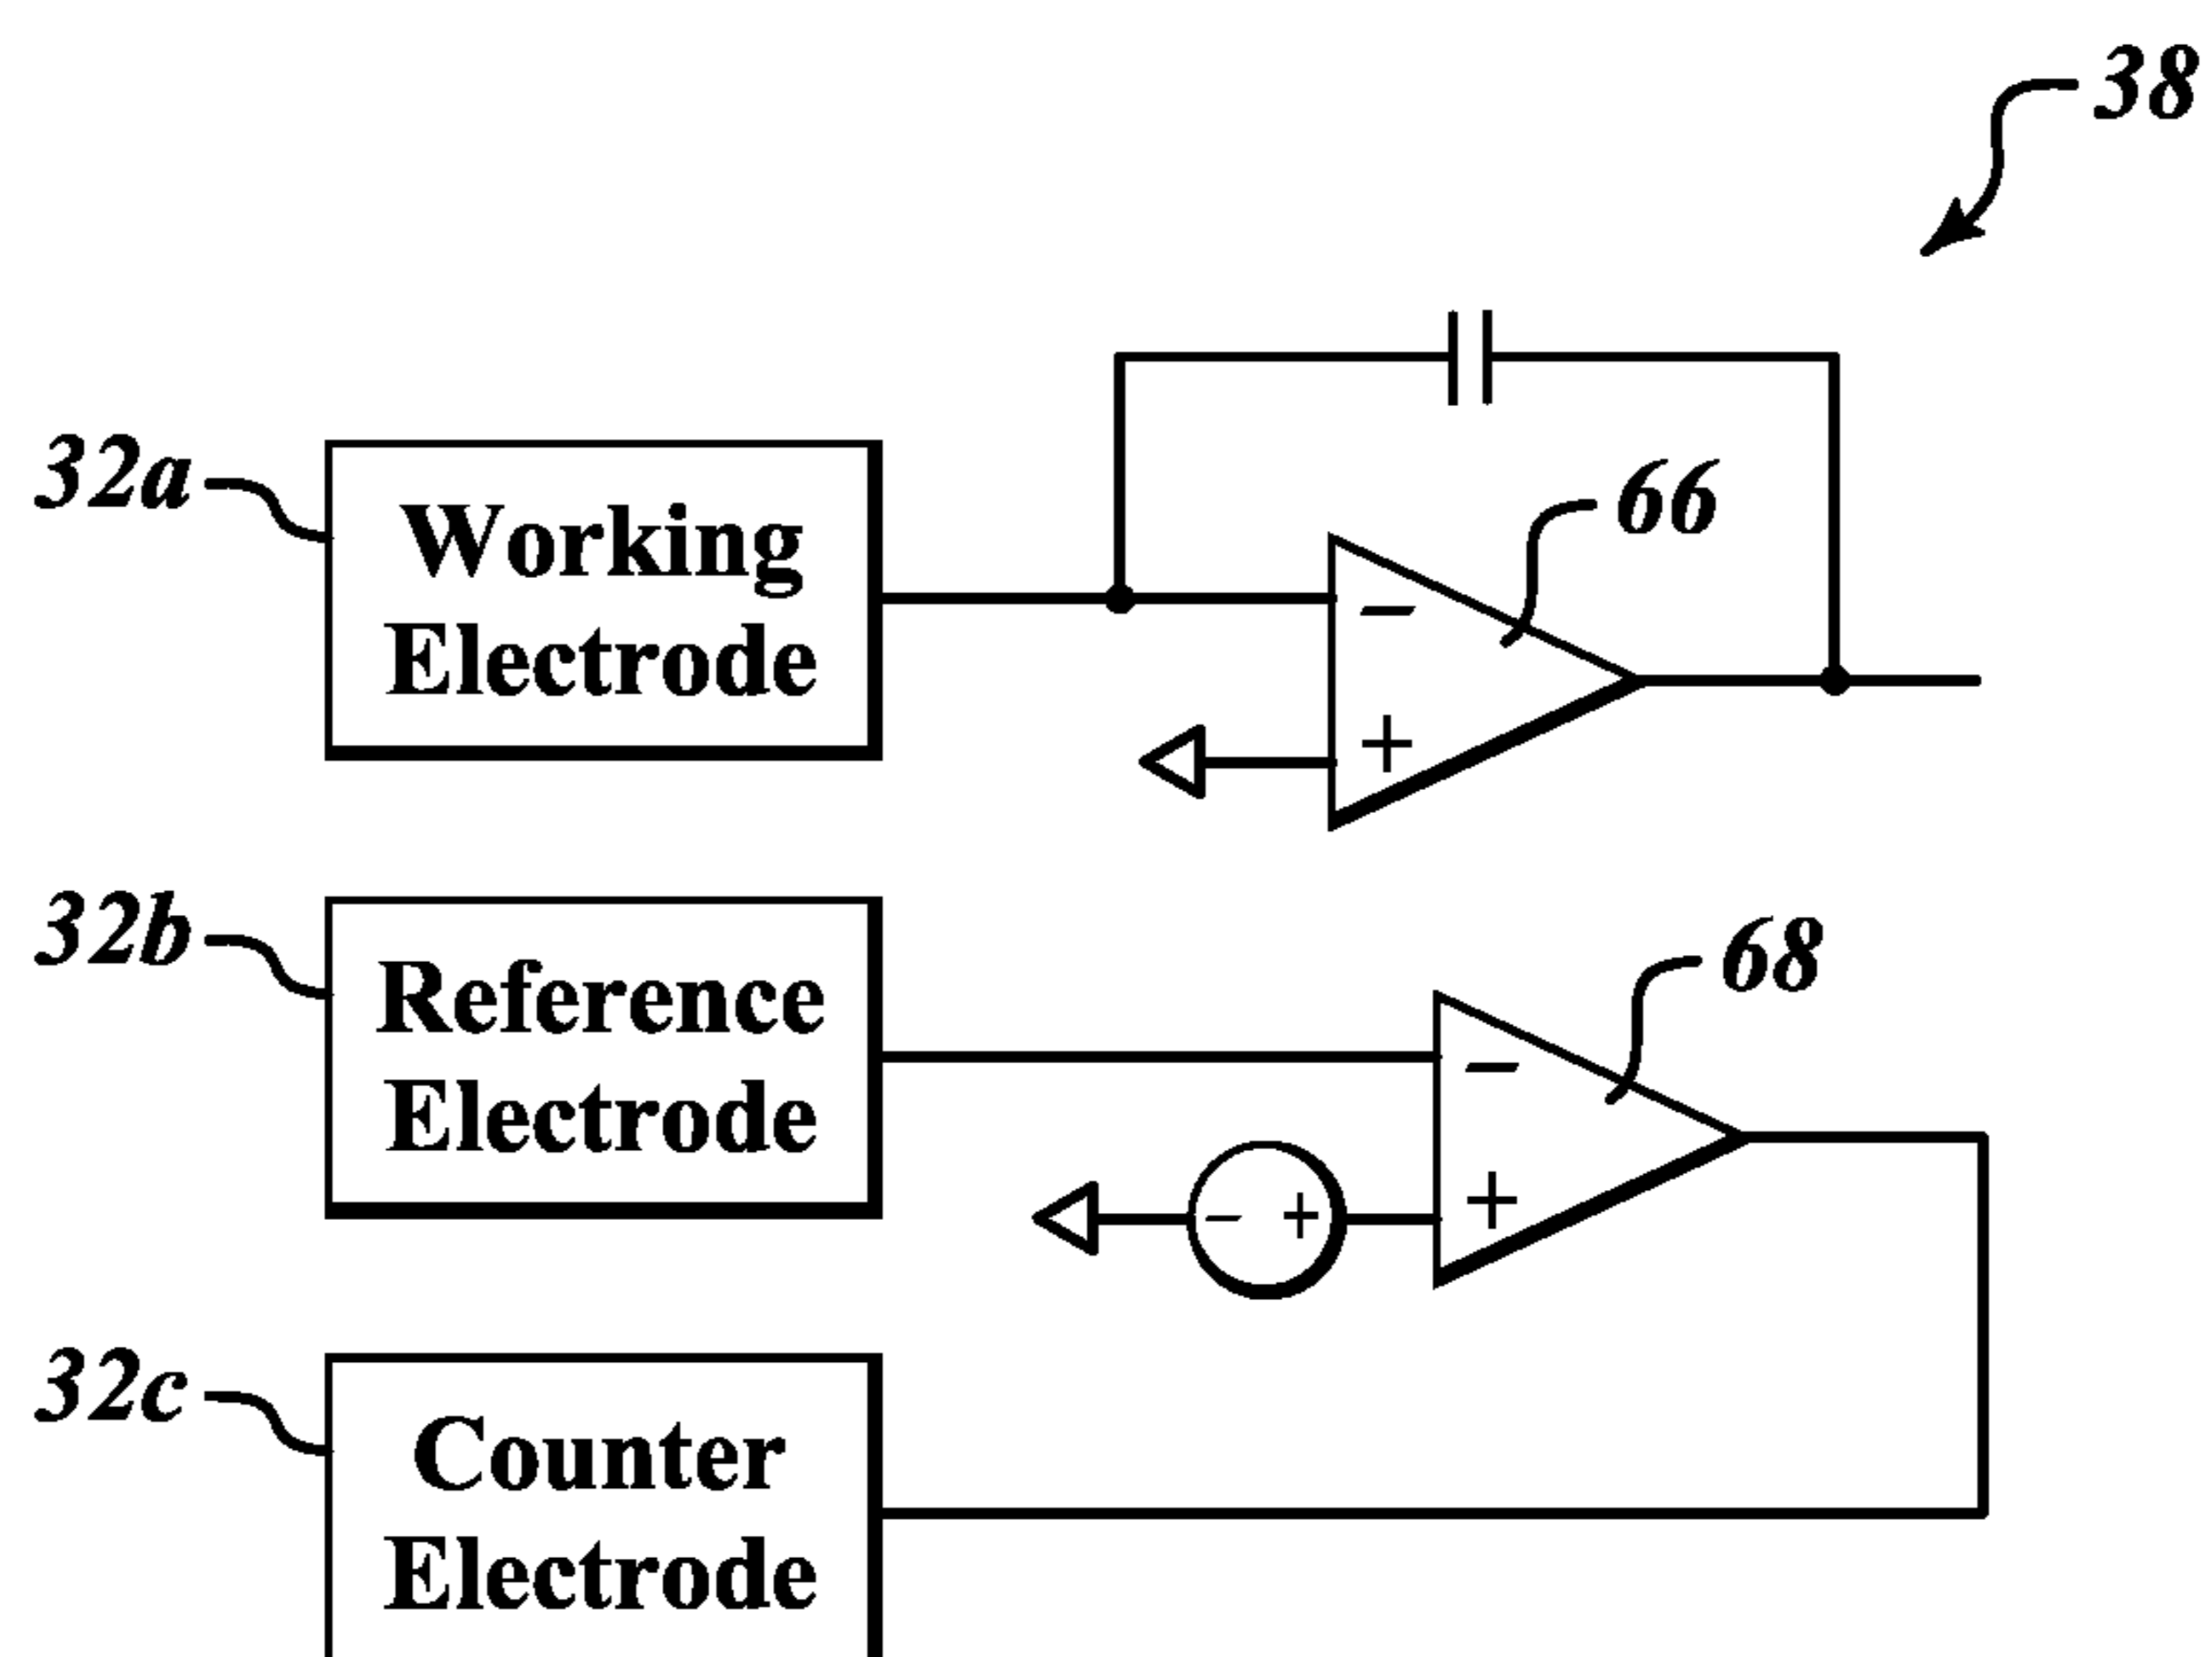 38
32a
Working
Electrode
66
−
+
32b
Reference
Electrode
68
−
− +
+
32c
Counter
Electrode